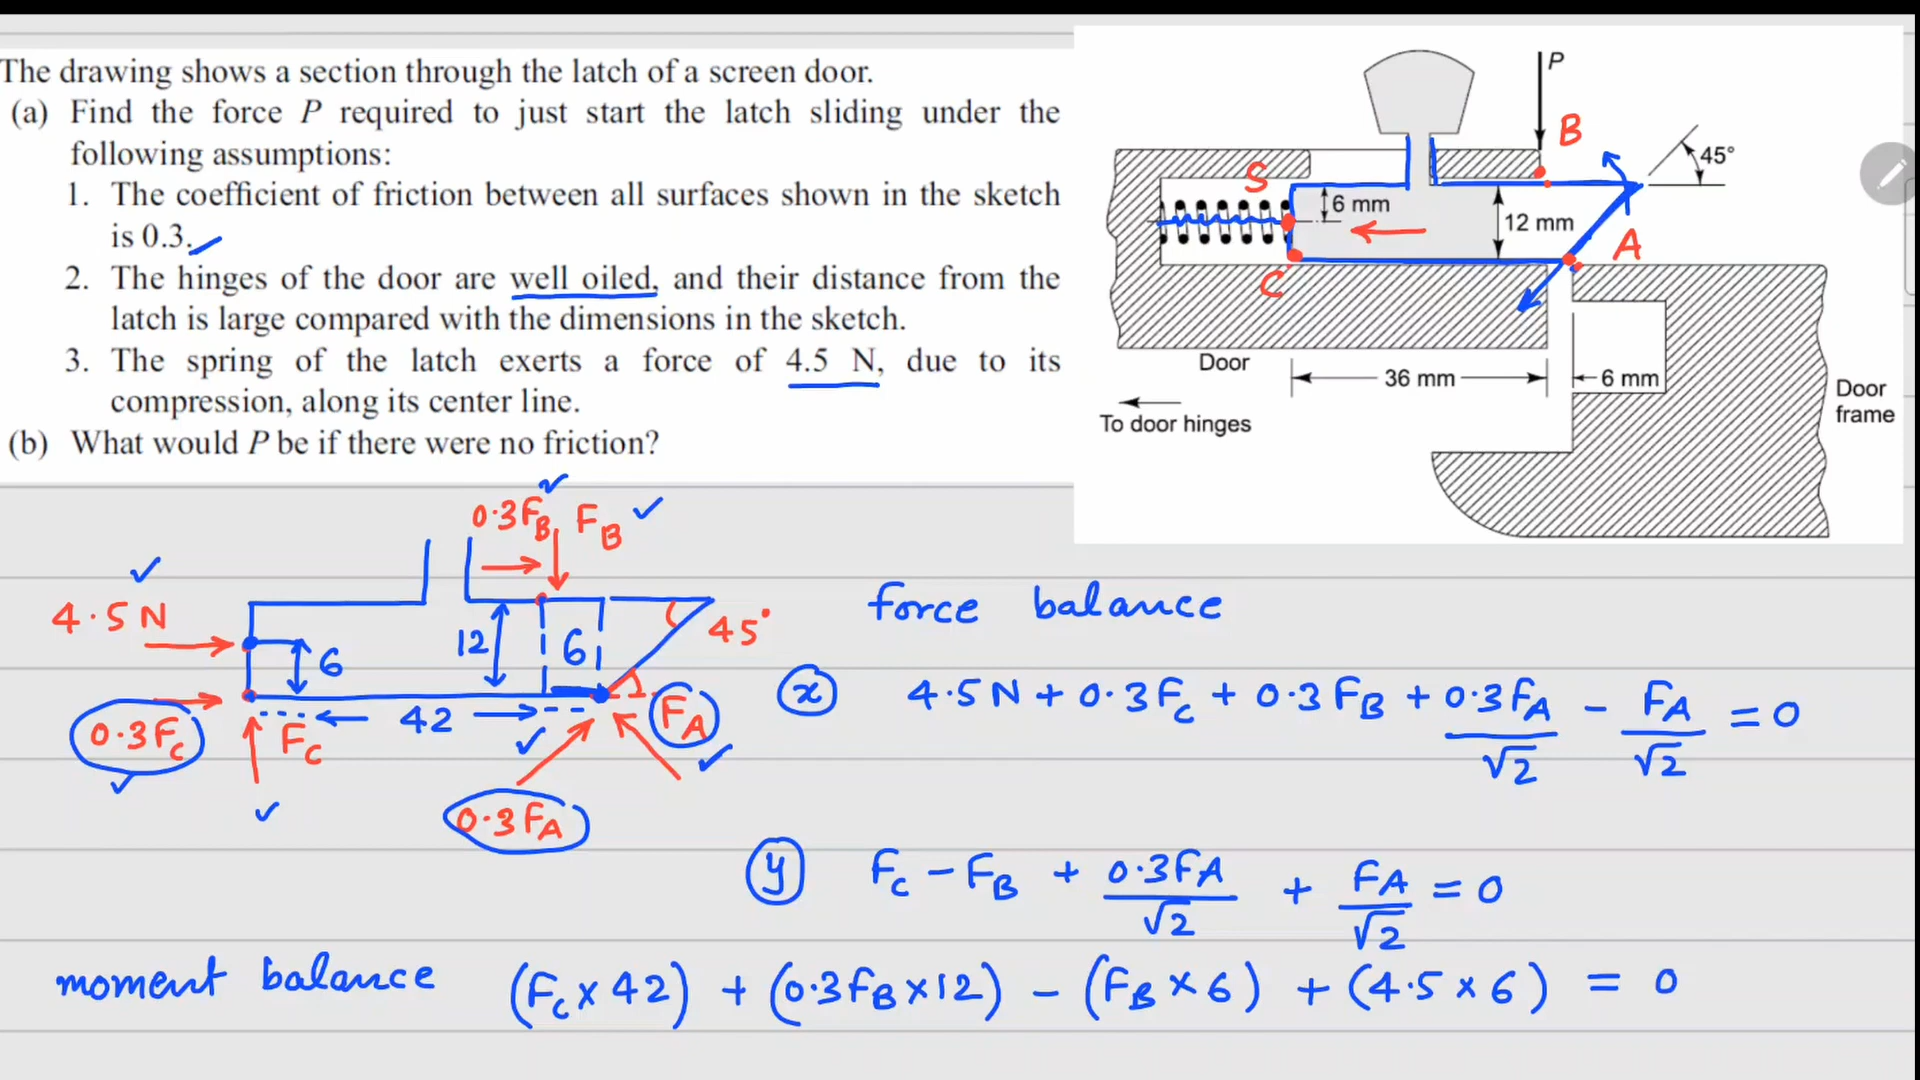 The drawing shows a section through the latch of a screen door.
(a) Find the force P required to just start the latch sliding under the
following assumptions:
1. The coefficient of friction between all surfaces shown in the sketch
is 0.3.
2. The hinges of the door are well oiled, and their distance from the
latch is large compared with the dimensions in the sketch.
3. The spring of the latch exerts a force of 4.5 N, due to its
compression, along its center line.
(b) What would P be if there were no friction?
P
B
45°
S
6 mm
12 mm
A
C
Door
36 mm
6 mm
Door
frame
To door hinges
0.3F_B F_B
4.5N
6
12
6
45°
0.3F_C
F_C
42
F_A
0.3F_A
force balance
(x) 4.5N + 0.3F_C + 0.3F_B + 0.3F_A/√2 - F_A/√2 = 0
(y) F_C - F_B + 0.3F_A/√2 + F_A/√2 = 0
moment balance (F_C × 42) + (0.3F_B × 12) - (F_B × 6) + (4.5 × 6) = 0